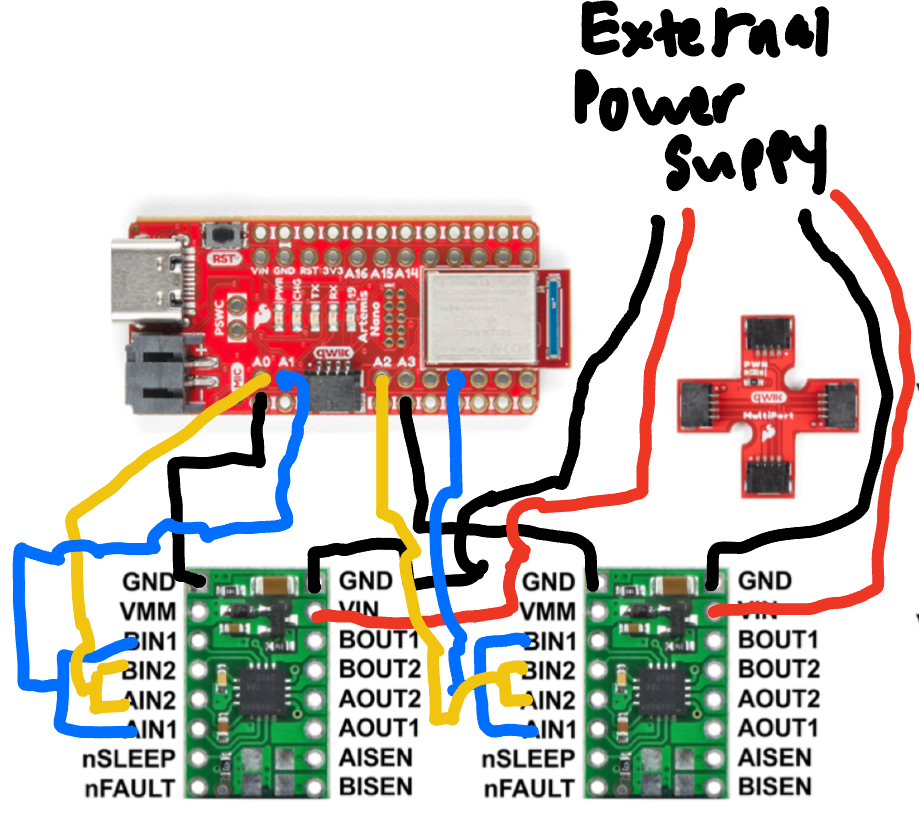 External
Power
Supply
RST
VIN GND RST 3V3 A16 A15 A14
PWR
CHG
TX
RX
19
Artemis
Nano
PSWC
qwiic
MIC
A0 A1 A2 A3
PWR
qwiic
MultiPort
GND GND GND GND
VMM VIN VMM VIN
BIN1 BOUT1 BIN1 BOUT1
BIN2 BOUT2 BIN2 BOUT2
AIN2 AOUT2 AIN2 AOUT2
AIN1 AOUT1 AIN1 AOUT1
nSLEEP AISEN nSLEEP AISEN
nFAULT BISEN nFAULT BISEN